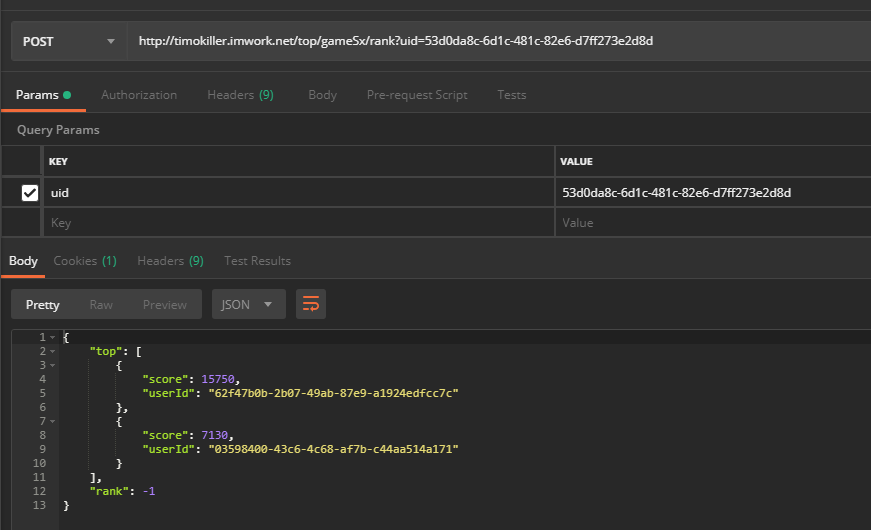 POST http://timokiller.imwork.net/top/gameSx/rank?uid=53d0da8c-6d1c-481c-82e6-d7ff273e2d8d
Params Authorization Headers (9) Body Pre-request Script Tests
Query Params
KEY VALUE
uid 53d0da8c-6d1c-481c-82e6-d7ff273e2d8d
Key Value
Body Cookies (1) Headers (9) Test Results
Pretty Raw Preview JSON
1 {
2 "top": [
3 {
4 "score": 15750,
5 "userId": "62f47b0b-2b07-49ab-87e9-a1924edfcc7c"
6 },
7 {
8 "score": 7130,
9 "userId": "03598400-43c6-4c68-af7b-c44aa514a171"
10 }
11 ],
12 "rank": -1
13 }